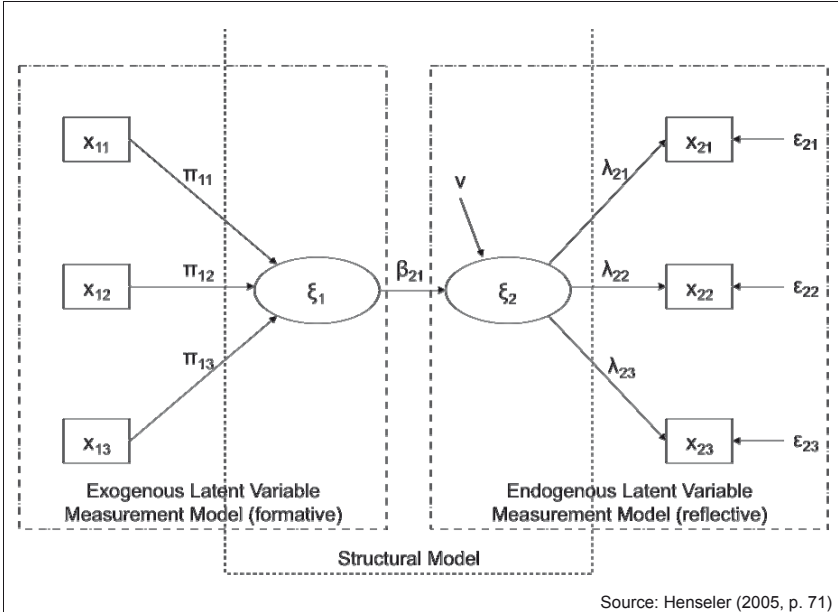 x11
π11
x12
π12
x13
π13
ξ1
β21
ν
ξ2
λ21
x21
ε21
λ22
x22
ε22
λ23
x23
ε23
Exogenous Latent Variable
Measurement Model (formative)
Endogenous Latent Variable
Measurement Model (reflective)
Structural Model
Source: Henseler (2005, p. 71)